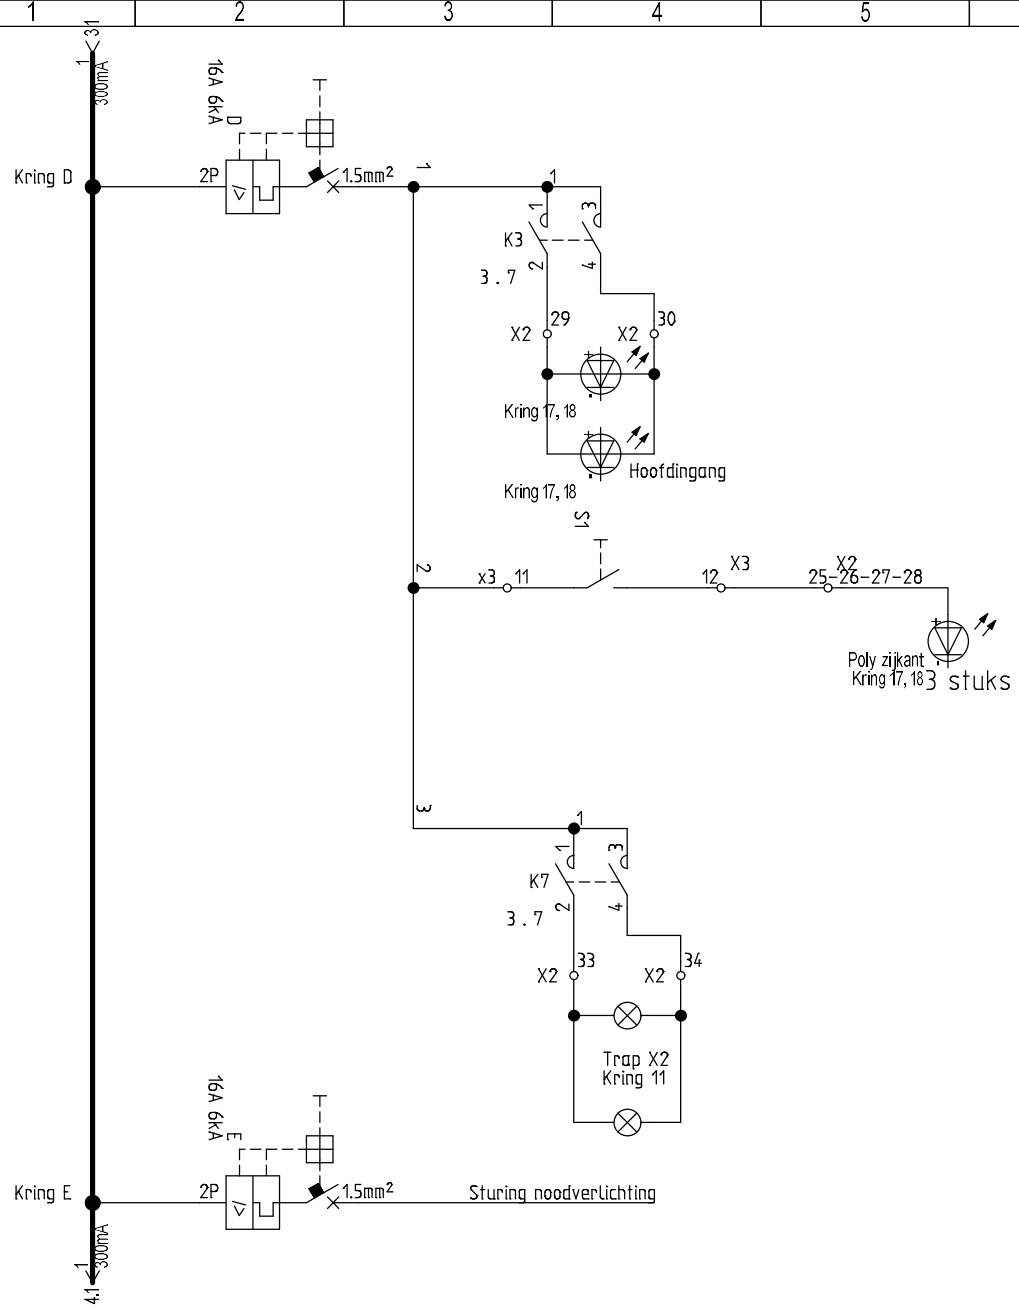 1 2 3 4 5
31
1
300mA
16A 6kA
D
Kring D
2P
1.5mm²
1
1
1
3
K3
2
4
3.7
29
30
X2
X2
+
-
Kring 17, 18
+
-
Hoofdingang
Kring 17, 18
S1
2
x3
11
12
X3
X2
25-26-27-28
+
-
Poly zijkant
Kring 17, 18
3 stuks
3
1
1
3
K7
2
4
3.7
33
34
X2
X2
Trap X2
Kring 11
16A 6kA
E
Kring E
2P
1.5mm²
Sturing noodverlichting
1
300mA
4.1